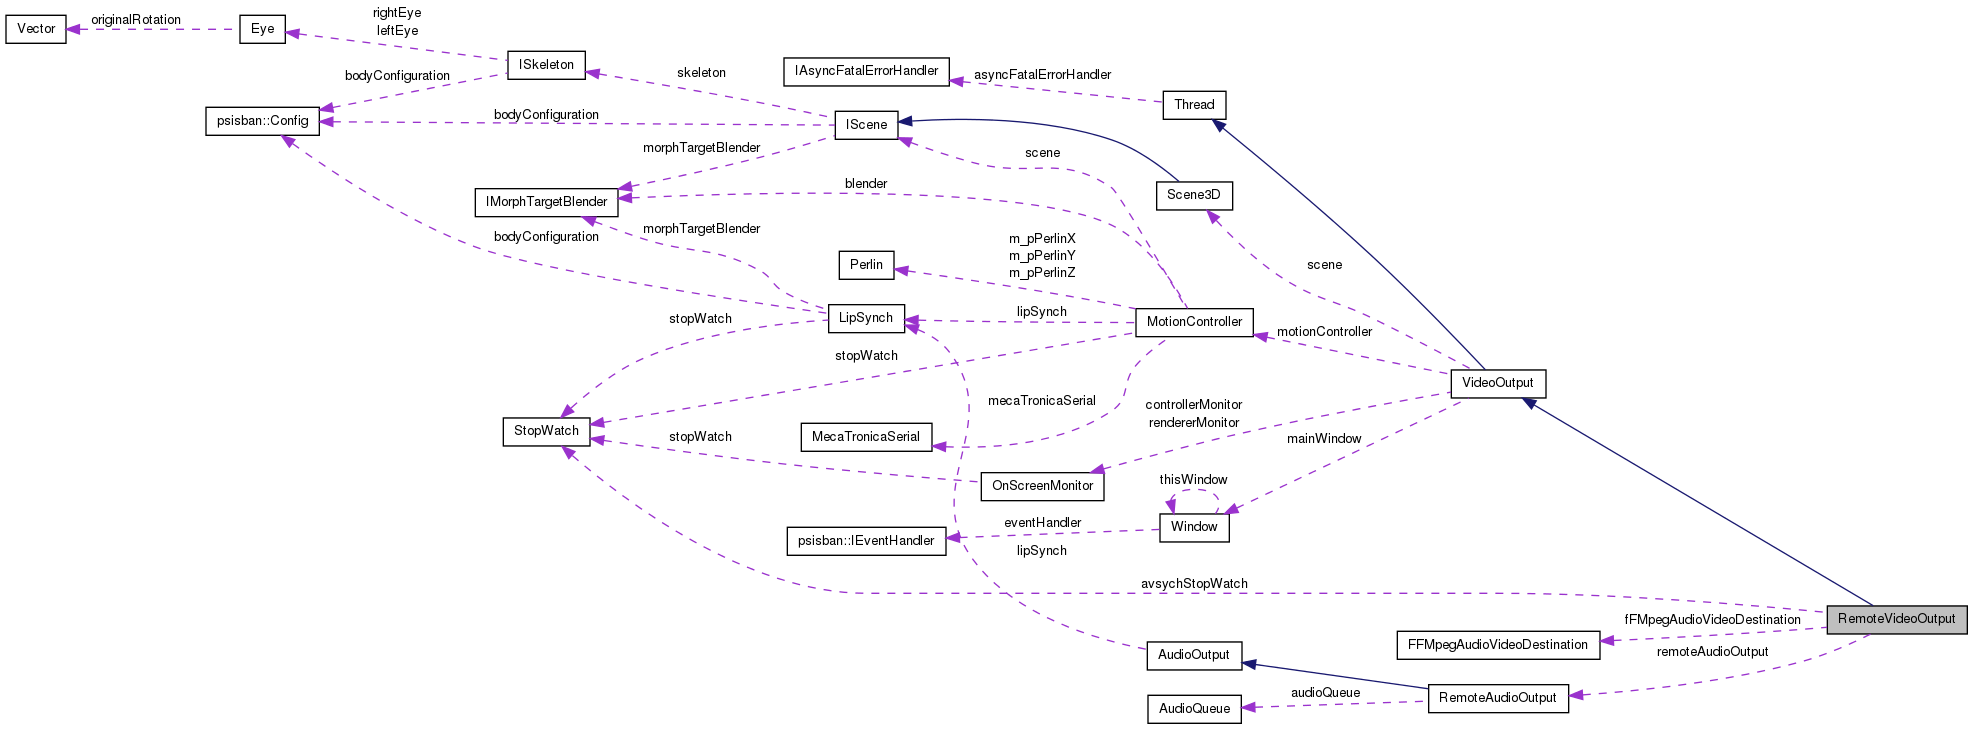 Vector
originalRotation
Eye
rightEye
leftEye
ISkeleton
bodyConfiguration
skeleton
IAsyncFatalErrorHandler
asyncFatalErrorHandler
Thread
psisban::Config
bodyConfiguration
IScene
morphTargetBlender
scene
IMorphTargetBlender
blender
Scene3D
bodyConfiguration
morphTargetBlender
Perlin
m_pPerlinX
m_pPerlinY
m_pPerlinZ
scene
LipSynch
stopWatch
lipSynch
MotionController
motionController
stopWatch
VideoOutput
StopWatch
stopWatch
MecaTronicaSerial
mecaTronicaSerial
controllerMonitor
rendererMonitor
mainWindow
OnScreenMonitor
thisWindow
Window
psisban::IEventHandler
eventHandler
lipSynch
avsychStopWatch
RemoteVideoOutput
fFMpegAudioVideoDestination
FFMpegAudioVideoDestination
remoteAudioOutput
AudioOutput
RemoteAudioOutput
audioQueue
AudioQueue